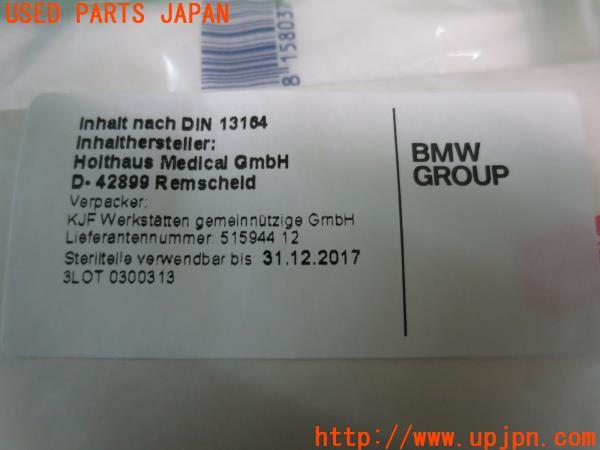 USED PARTS JAPAN
8158037
Inhalt nach DIN 13164
Inhalthersteller:
Holthaus Medical GmbH
D- 42899 Remscheid
Verpacker:
KJF Werkstätten gemeinnützige GmbH
Lieferantennummer: 515944 12
Sterilteile verwendbar bis: 31.12.2017
3LOT 0300313
BMW
GROUP
http://www.upjpn.com/